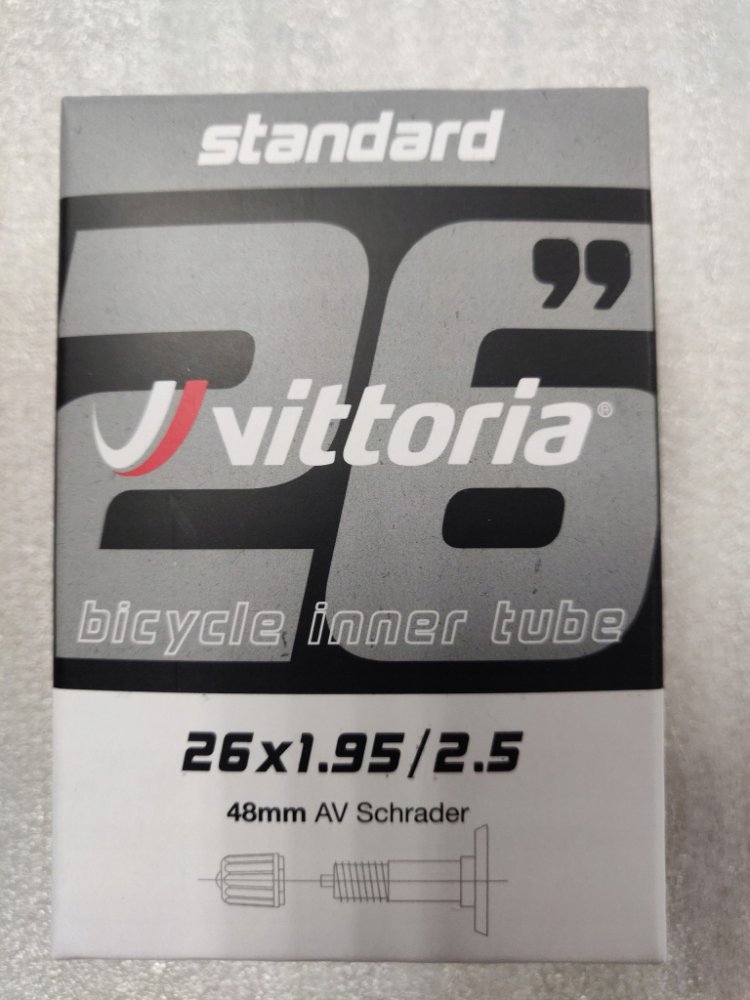 standard
26”
vittoria®
bicycle inner tube
26x1.95/2.5
48mm AV Schrader